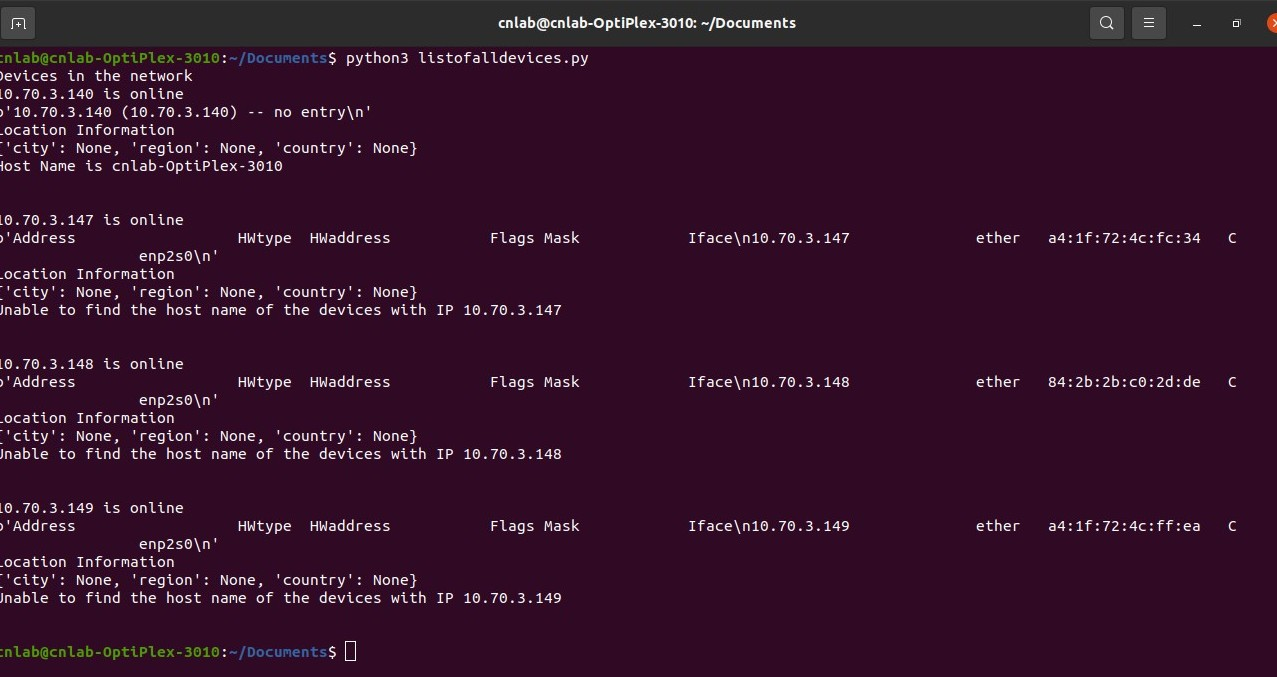 cnlab@cnlab-OptiPlex-3010: ~/Documents
cnlab@cnlab-OptiPlex-3010:~/Documents$ python3 listofalldevices.py
Devices in the network
10.70.3.140 is online
b'10.70.3.140 (10.70.3.140) -- no entry\n'
Location Information
{'city': None, 'region': None, 'country': None}
Host Name is cnlab-OptiPlex-3010
10.70.3.147 is online
b'Address HWtype HWaddress Flags Mask Iface\n10.70.3.147 ether a4:1f:72:4c:fc:34 C
enp2s0\n'
Location Information
{'city': None, 'region': None, 'country': None}
Unable to find the host name of the devices with IP 10.70.3.147
10.70.3.148 is online
b'Address HWtype HWaddress Flags Mask Iface\n10.70.3.148 ether 84:2b:2b:c0:2d:de C
enp2s0\n'
Location Information
{'city': None, 'region': None, 'country': None}
Unable to find the host name of the devices with IP 10.70.3.148
10.70.3.149 is online
b'Address HWtype HWaddress Flags Mask Iface\n10.70.3.149 ether a4:1f:72:4c:ff:ea C
enp2s0\n'
Location Information
{'city': None, 'region': None, 'country': None}
Unable to find the host name of the devices with IP 10.70.3.149
cnlab@cnlab-OptiPlex-3010:~/Documents$